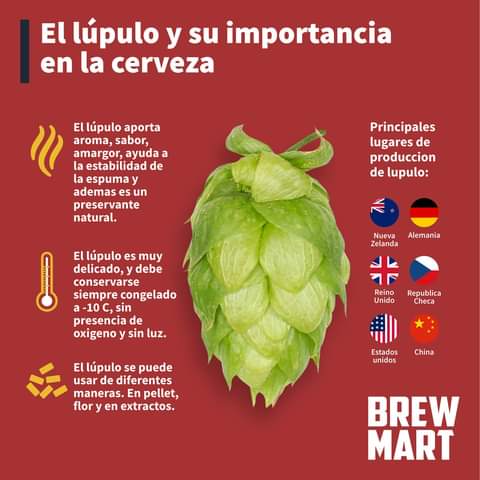 El lúpulo y su importancia
en la cerveza
El lúpulo aporta
aroma, sabor,
amargor, ayuda a
la estabilidad de
la espuma y
ademas es un
preservante
natural.
El lúpulo es muy
delicado, y debe
conservarse
siempre congelado
a -10 C, sin
presencia de
oxigeno y sin luz.
El lúpulo se puede
usar de diferentes
maneras. En pellet,
flor y en extractos.
Principales
lugares de
produccion
de lupulo:
Nueva
Zelanda
Alemania
Reino
Unido
Republica
Checa
Estados
unidos
China
BREW
MART